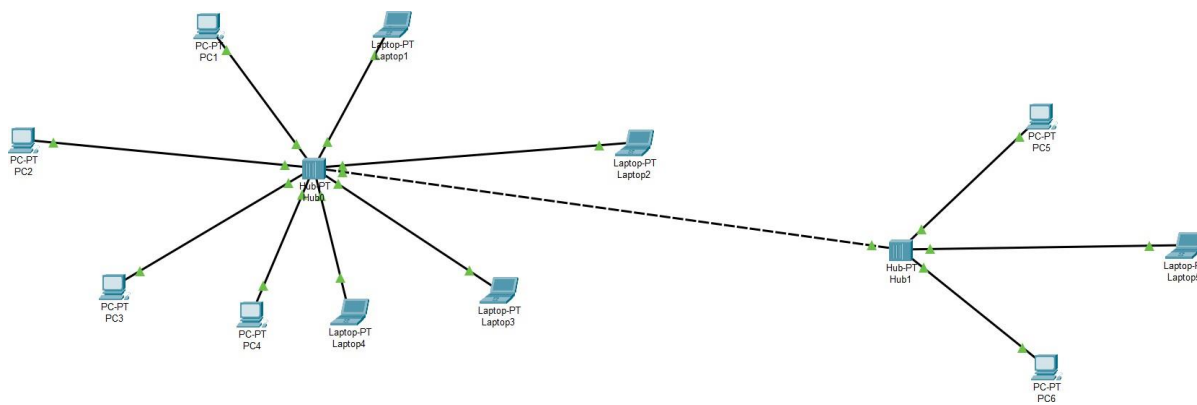 PC-PT
PC1
Laptop-PT
Laptop1
PC-PT
PC2
Laptop-PT
Laptop2
Hub-PT
PC-PT
PC3
PC-PT
PC4
Laptop-PT
Laptop4
Laptop-PT
Laptop3
PC-PT
PC5
Hub-PT
Hub1
PC-PT
PC6